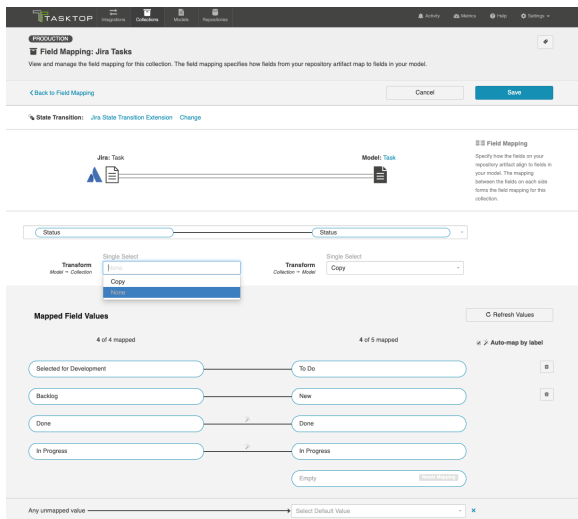 TASKTOP
Integrations
Collections
Models
Repositories
Activity
Metrics
Help
Settings
PRODUCTION
Field Mapping: Jira Tasks
View and manage the field mapping for this collection. The field mapping specifies how fields from your repository artifact map to fields in your model.
Back to Field Mapping
Cancel
Save
State Transition: Jira State Transition Extension Change
Field Mapping
Specify how the fields on your
repository artifact align to fields in
your model. The mapping
between the fields on each side
forms the field mapping for this
collection.
Jira: Task
Model: Task
Status
Status
Single Select
Transform
Model → Collection
None
Copy
None
Single Select
Transform
Collection → Model
Copy
Mapped Field Values
Refresh Values
4 of 4 mapped
4 of 5 mapped
Auto-map by label
Selected for Development
To Do
Backlog
New
Done
Done
In Progress
In Progress
Empty
Needs Mapping
Any unmapped value
Select Default Value